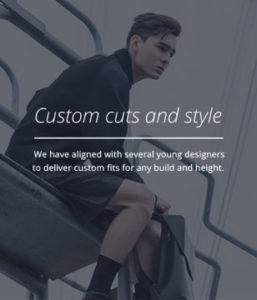 Custom cuts and style
We have aligned with several young designers
to deliver custom fits for any build and height.